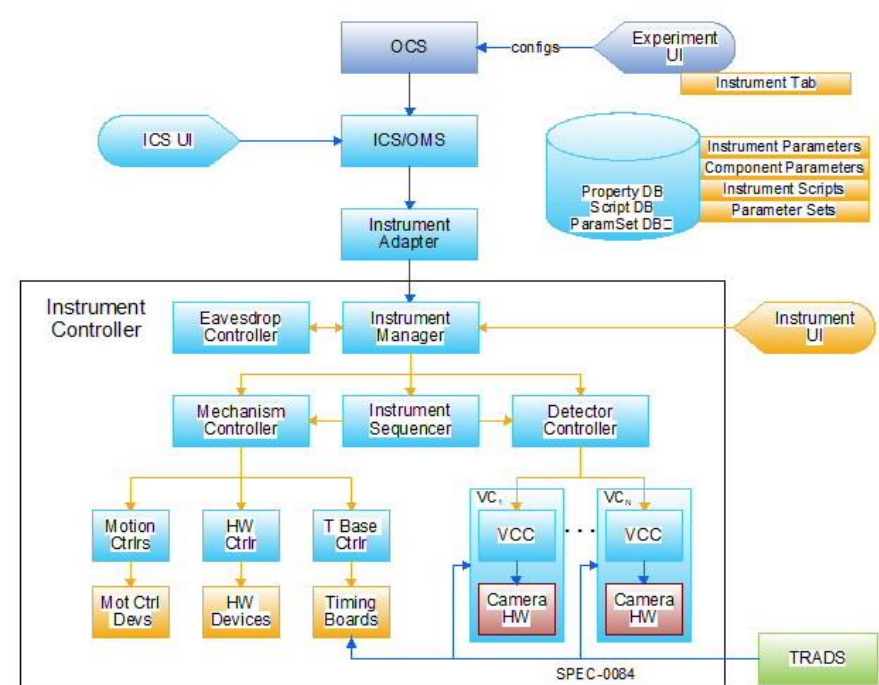 OCS
configs
Experiment
UI
Instrument Tab
ICS UI
ICS/OMS
Instrument Parameters
Component Parameters
Instrument Scripts
Parameter Sets
Property DB
Script DB
ParamSet DB□
Instrument
Adapter
Instrument
Controller
Eavesdrop
Controller
Instrument
Manager
Instrument
UI
Mechanism
Controller
Instrument
Sequencer
Detector
Controller
Motion
Ctrlrs
HW
Ctrlr
T Base
Ctrlr
VC₁
VCC
. . .
VCN
VCC
Mot Ctrl
Devs
HW
Devices
Timing
Boards
Camera
HW
Camera
HW
SPEC-0084
TRADS